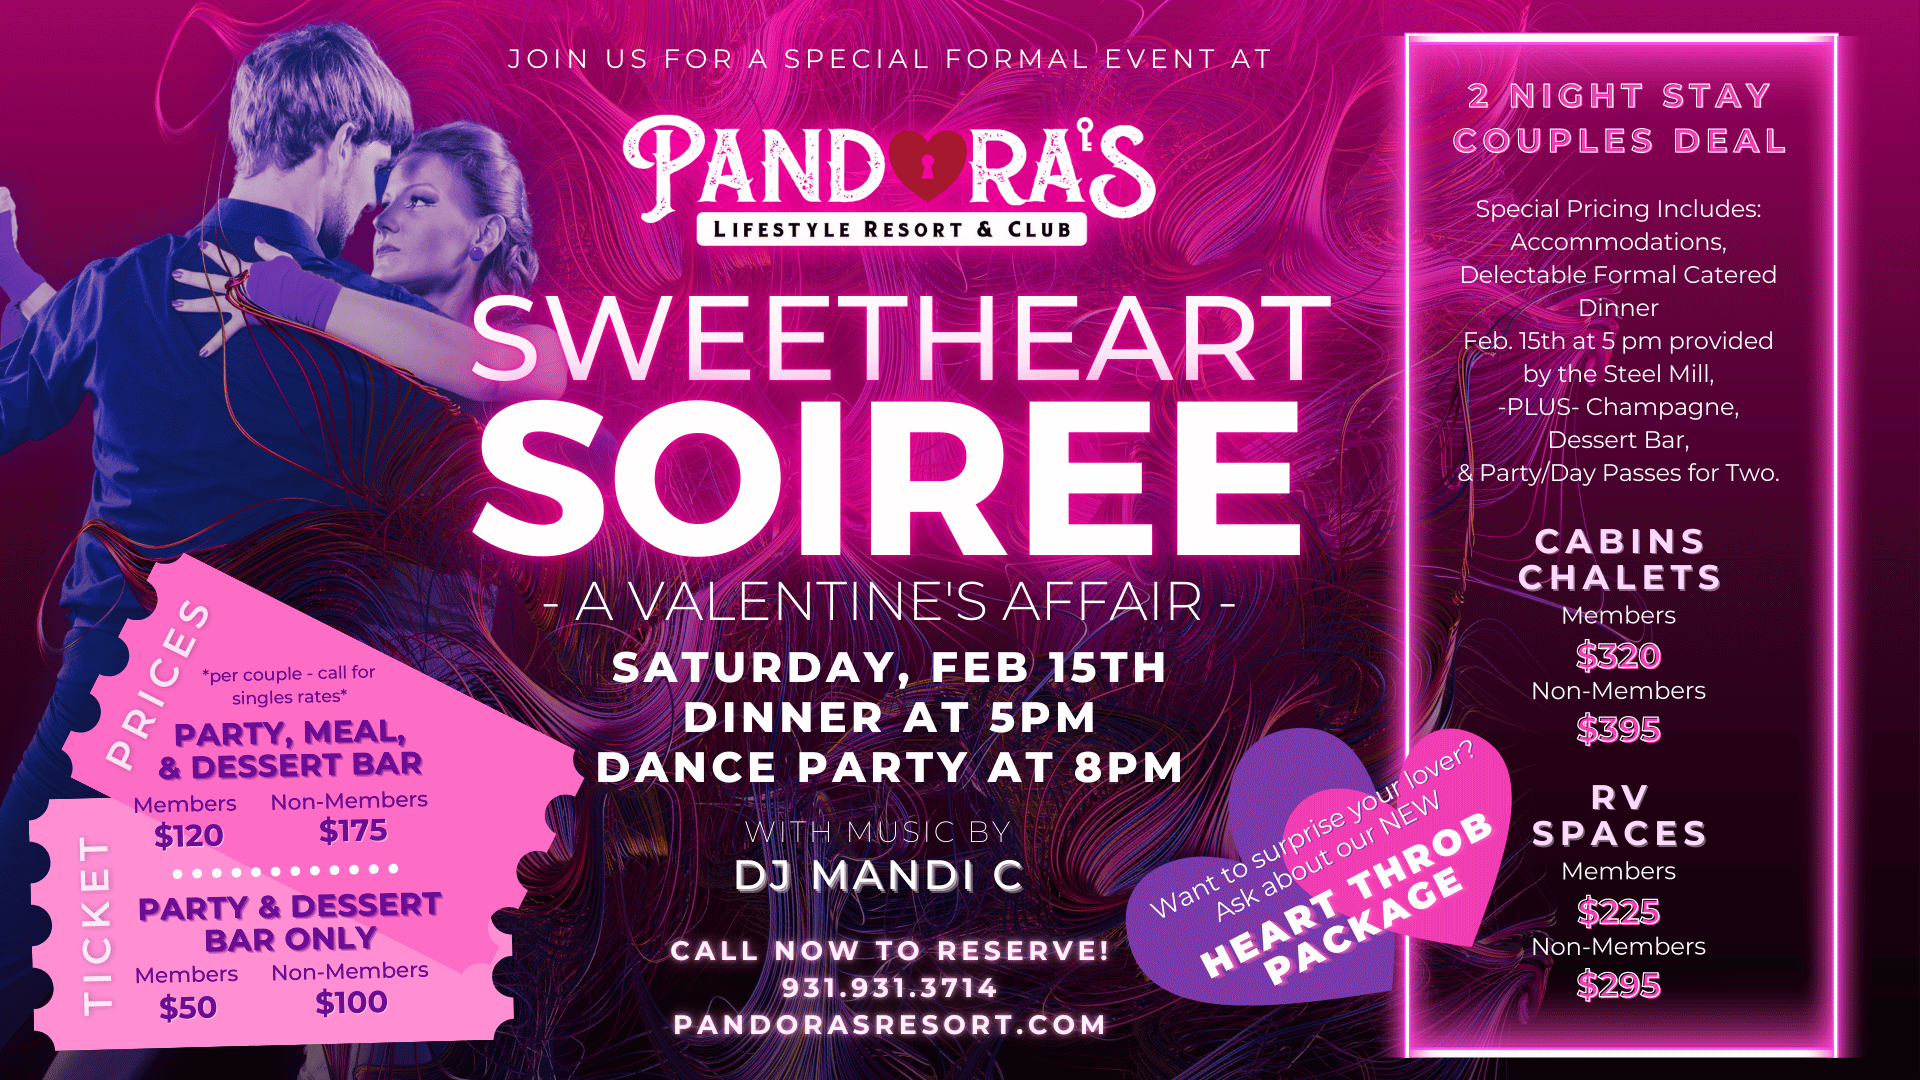 JOIN US FOR A SPECIAL FORMAL EVENT AT
PANDORA'S
LIFESTYLE RESORT & CLUB
SWEETHEART
SOIREE
- A VALENTINE'S AFFAIR -
SATURDAY, FEB 15TH
DINNER AT 5PM
DANCE PARTY AT 8PM
WITH MUSIC BY
DJ MANDI C
CALL NOW TO RESERVE!
931.931.3714
PANDORASRESORT.COM
TICKET
PRICES
*per couple - call for
singles rates*
PARTY, MEAL,
& DESSERT BAR
Members Non-Members
$120 $175
PARTY & DESSERT
BAR ONLY
Members Non-Members
$50 $100
Want to surprise your lover?
Ask about our NEW
HEART THROB
PACKAGE
2 NIGHT STAY
COUPLES DEAL
Special Pricing Includes:
Accommodations,
Delectable Formal Catered
Dinner
Feb. 15th at 5 pm provided
by the Steel Mill,
-PLUS- Champagne,
Dessert Bar,
& Party/Day Passes for Two.
CABINS
CHALETS
Members
$320
Non-Members
$395
RV
SPACES
Members
$225
Non-Members
$295